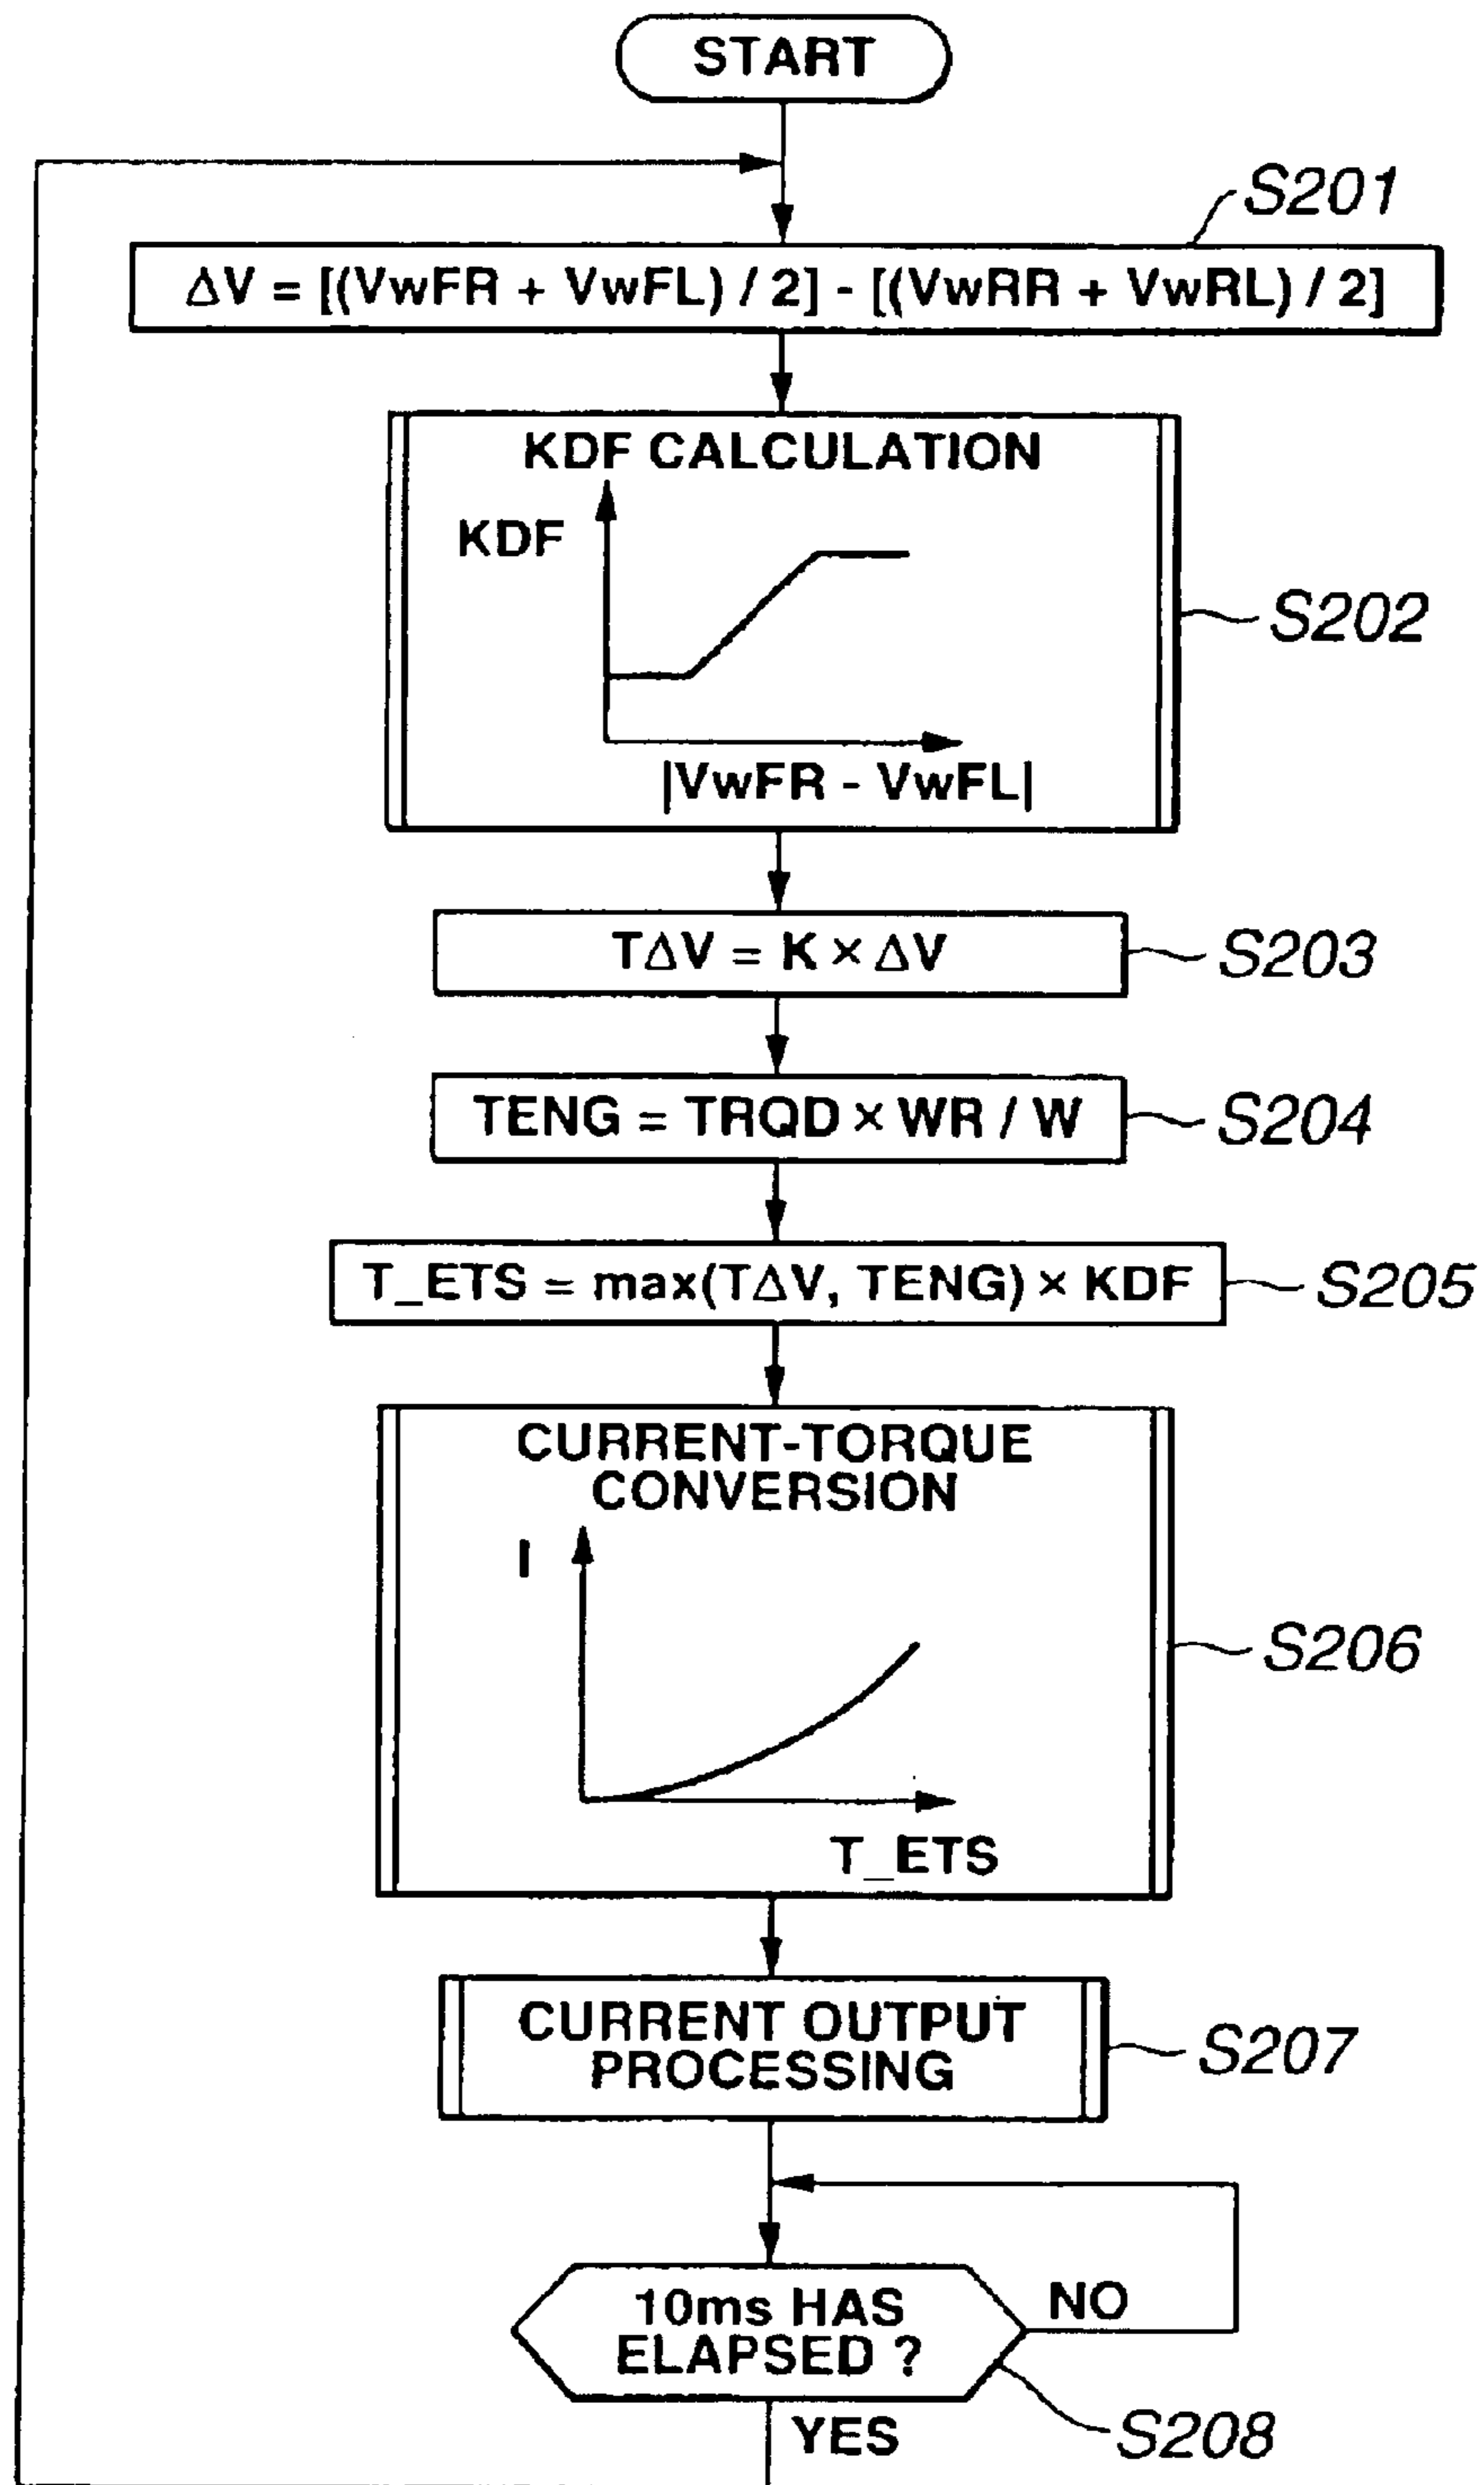 START
S201
ΔV = [(VwFR + VwFL) / 2] - [(VwRR + VwRL) / 2]
KDF CALCULATION
KDF
|VwFR - VwFL|
S202
TΔV = K × ΔV
S203
TENG = TRQD × WR / W
S204
T_ETS = max(TΔV, TENG) × KDF
S205
CURRENT-TORQUE
CONVERSION
I
T_ETS
S206
CURRENT OUTPUT
PROCESSING
S207
10ms HAS
ELAPSED ?
NO
YES
S208